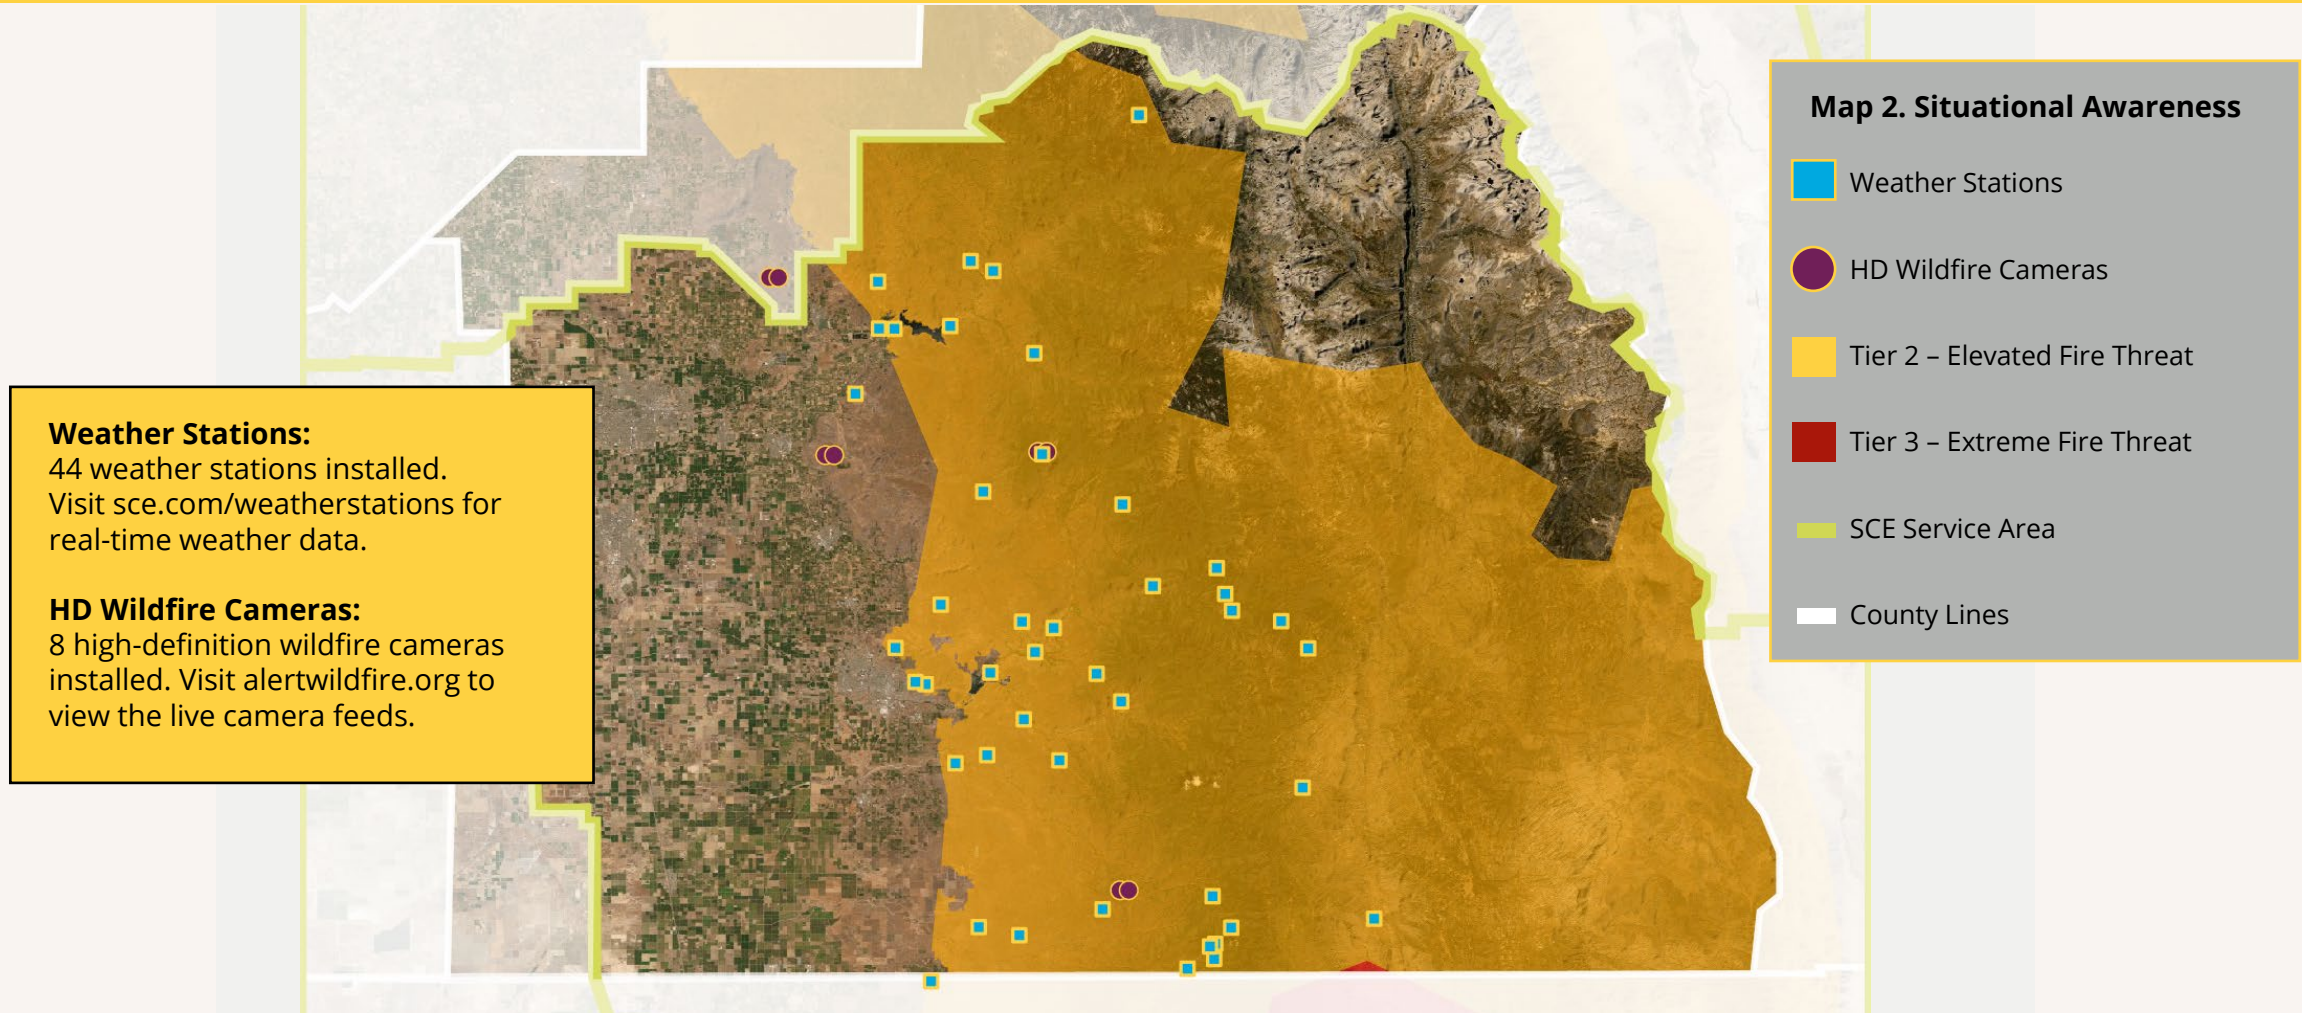 Map 2. Situational Awareness
Weather Stations
HD Wildfire Cameras
Tier 2 – Elevated Fire Threat
Tier 3 – Extreme Fire Threat
SCE Service Area
County Lines
Weather Stations:
44 weather stations installed.
Visit sce.com/weatherstations for
real-time weather data.
HD Wildfire Cameras:
8 high-definition wildfire cameras
installed. Visit alertwildfire.org to
view the live camera feeds.